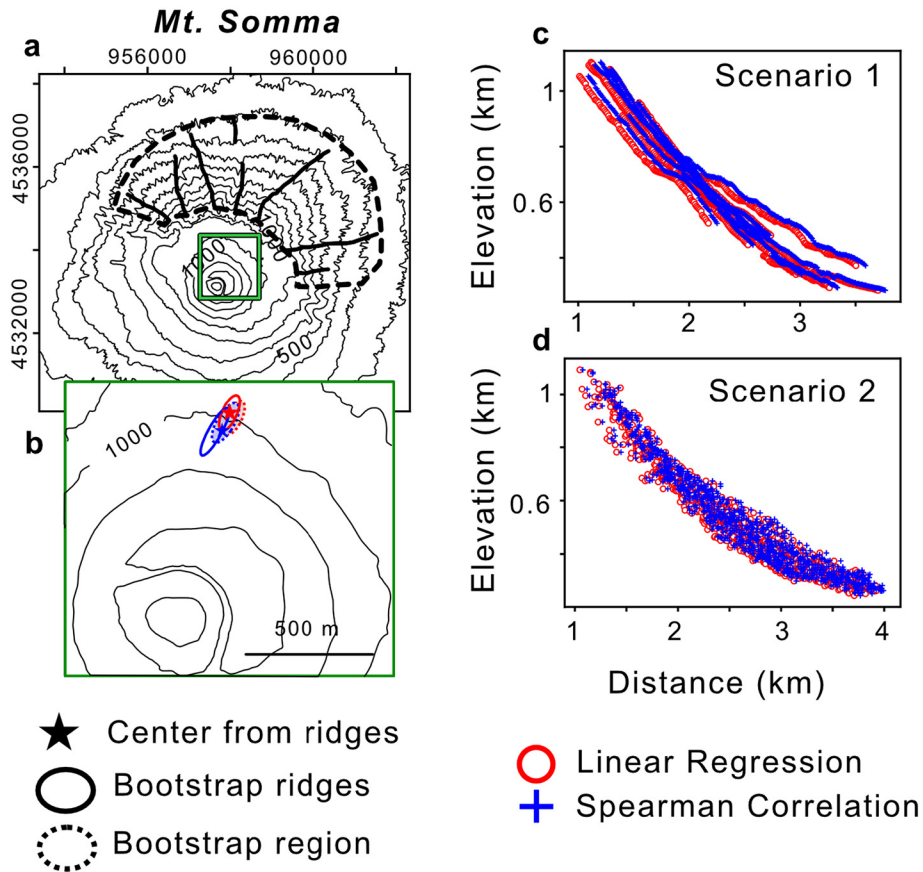 Mt. Somma
a
956000 960000
4536000
4532000
1000
500
b
1000
500 m
Center from ridges
Bootstrap ridges
Bootstrap region
c
Scenario 1
Elevation (km)
1
0.6
1 2 3
d
Scenario 2
Elevation (km)
1
0.6
1 2 3 4
Distance (km)
Linear Regression
Spearman Correlation